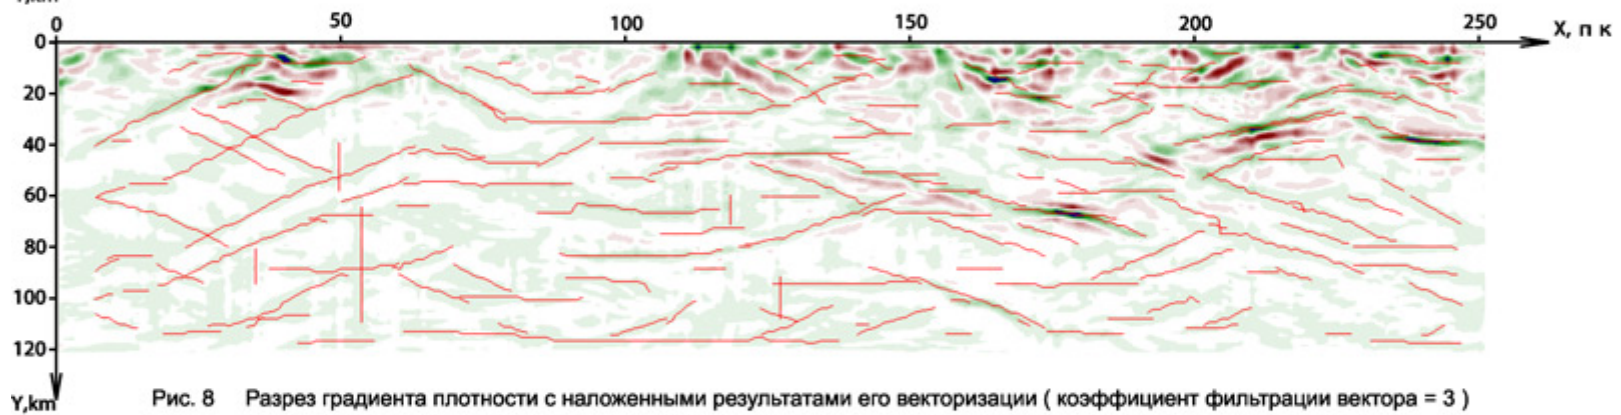 0 50 100 150 200 250
X, п к
0
20
40
60
80
100
120
Y,km
Рис. 8 Разрез градиента плотности с наложенными результатами его векторизации ( коэффициент фильтрации вектора = 3 )